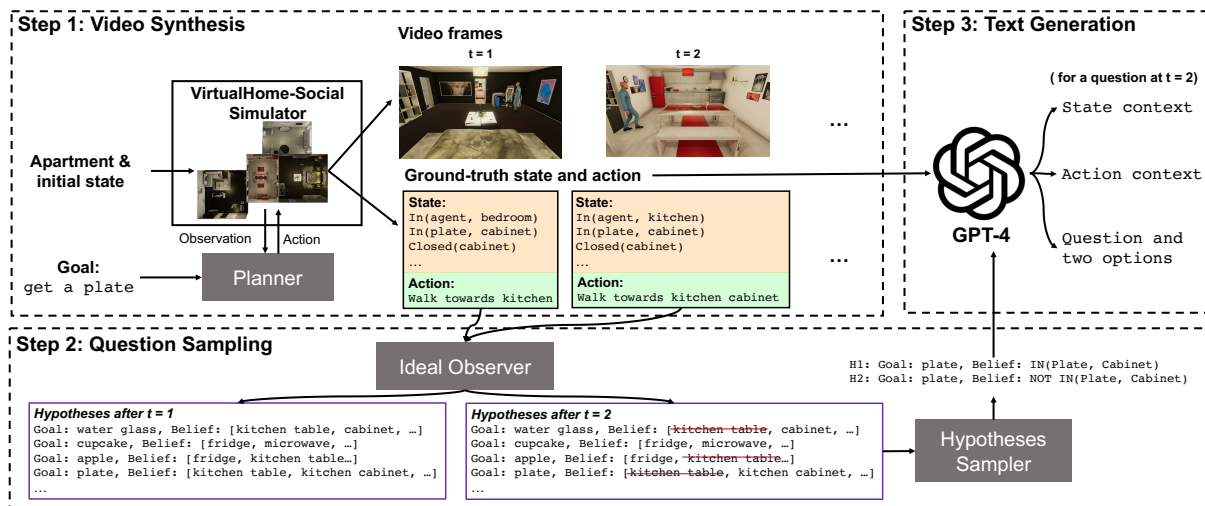 Step 1: Video Synthesis
Video frames
t = 1
t = 2
VirtualHome-Social
Simulator
Apartment &
initial state
Observation
Action
Goal:
get a plate
Planner
...
Ground-truth state and action
State:
In(agent, bedroom)
In(plate, cabinet)
Closed(cabinet)
...
Action:
Walk towards kitchen
State:
In(agent, kitchen)
In(plate, cabinet)
Closed(cabinet)
...
Action:
Walk towards kitchen cabinet
...
Step 3: Text Generation
( for a question at t = 2)
State context
Action context
Question and
two options
GPT-4
Step 2: Question Sampling
Ideal Observer
Hypotheses after t = 1
Goal: water glass, Belief: [kitchen table, cabinet, …]
Goal: cupcake, Belief: [fridge, microwave, …]
Goal: apple, Belief: [fridge, kitchen table…]
Goal: plate, Belief: [kitchen table, kitchen cabinet, …]
...
Hypotheses after t = 2
Goal: water glass, Belief: [kitchen table, cabinet, …]
Goal: cupcake, Belief: [fridge, microwave, …]
Goal: apple, Belief: [fridge, kitchen table…]
Goal: plate, Belief: [kitchen table, kitchen cabinet, …]
...
H1: Goal: plate, Belief: IN(Plate, Cabinet)
H2: Goal: plate, Belief: NOT IN(Plate, Cabinet)
Hypotheses
Sampler